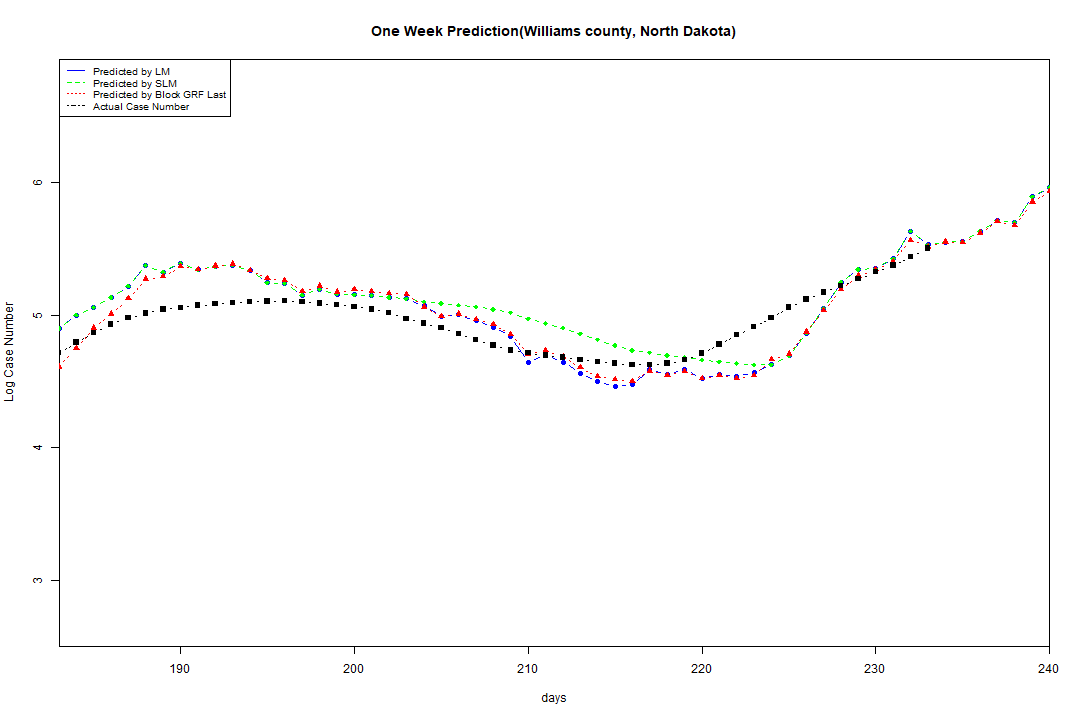 One Week Prediction(Williams county, North Dakota)
Predicted by LM
Predicted by SLM
Predicted by Block GRF Last
Actual Case Number
6
5
4
3
Log Case Number
190 200 210 220 230 240
days